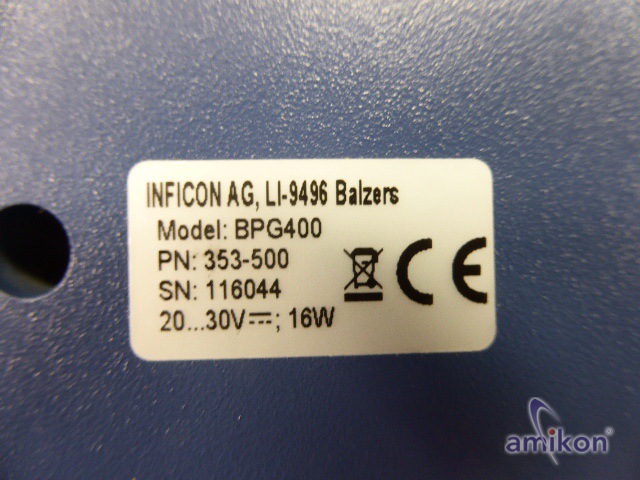 INFICON AG, LI-9496 Balzers
Model: BPG400
PN: 353-500
SN: 116044
20...30V⎓; 16W
CE
amikon®